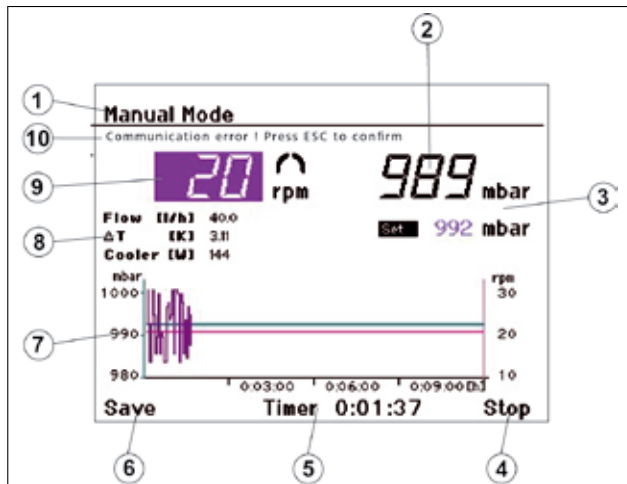 2
1
Manual Mode
10
Communication error ! Press ESC to confirm
9
20 rpm
989 mbar
3
Set 992 mbar
8
Flow [l/h] 40.0
ΔT [K] 3.11
Cooler [W] 144
mbar
rpm
1000
30
7
990
20
980
10
0:03:00 0:06:00 0:09:00 [h]
Save Timer 0:01:37 Stop
6 5 4